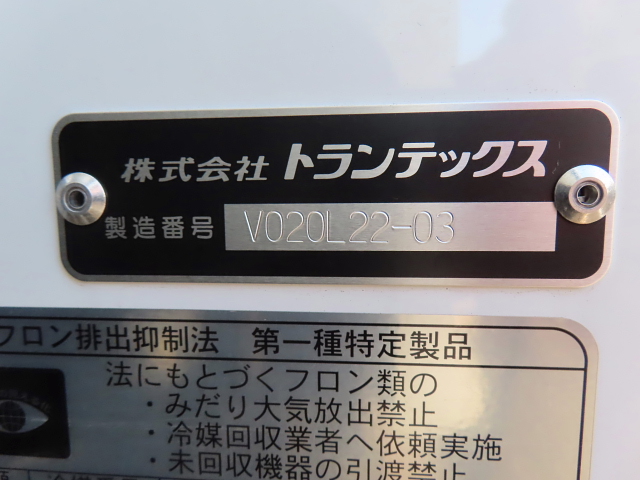 株式会社 トランテックス
製造番号 V020L22-03
フロン排出抑制法 第一種特定製品
法にもとづくフロン類の
・みだり大気放出禁止
・冷媒回収業者へ依頼実施
・未回収機器の引渡禁止